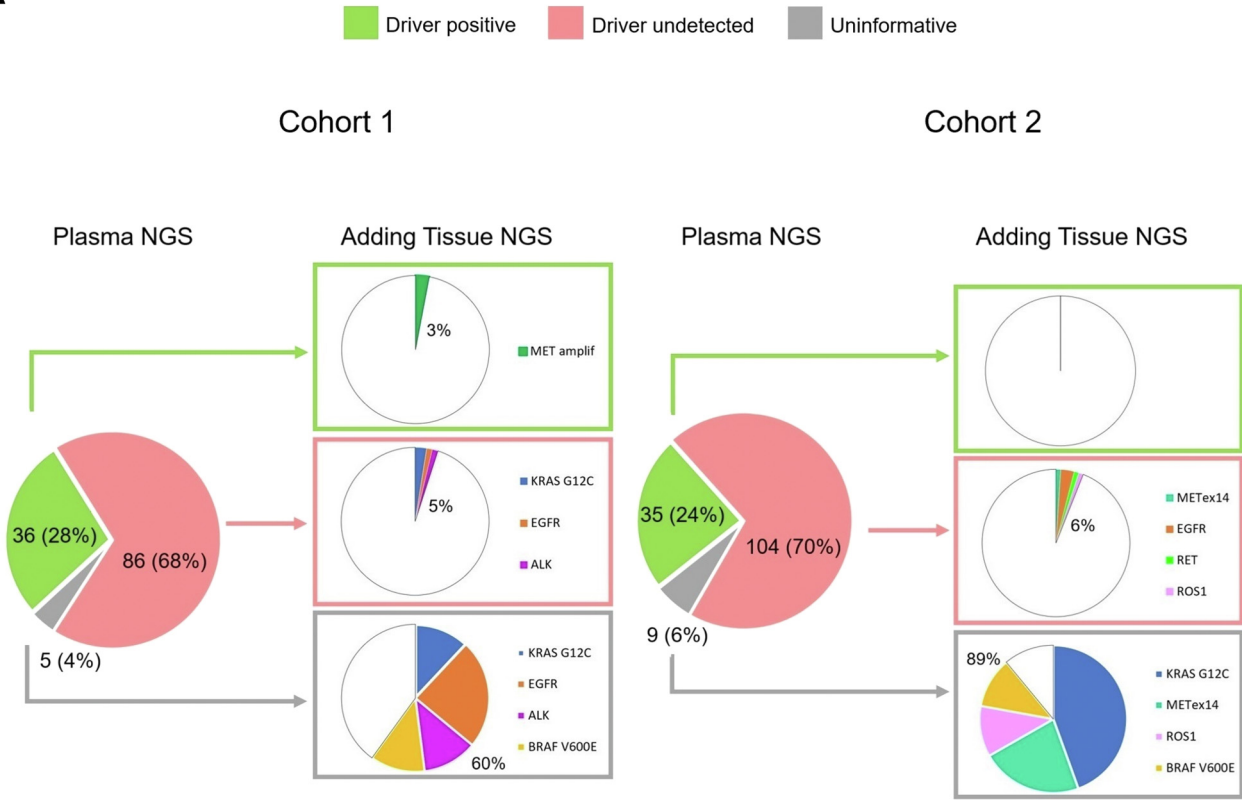 Driver positive
Driver undetected
Uninformative
Cohort 1
Cohort 2
Plasma NGS
Adding Tissue NGS
Plasma NGS
Adding Tissue NGS
3%
MET amplif
36 (28%)
86 (68%)
5 (4%)
5%
KRAS G12C
EGFR
ALK
KRAS G12C
EGFR
ALK
BRAF V600E
60%
35 (24%)
104 (70%)
9 (6%)
6%
METex14
EGFR
RET
ROS1
89%
KRAS G12C
METex14
ROS1
BRAF V600E